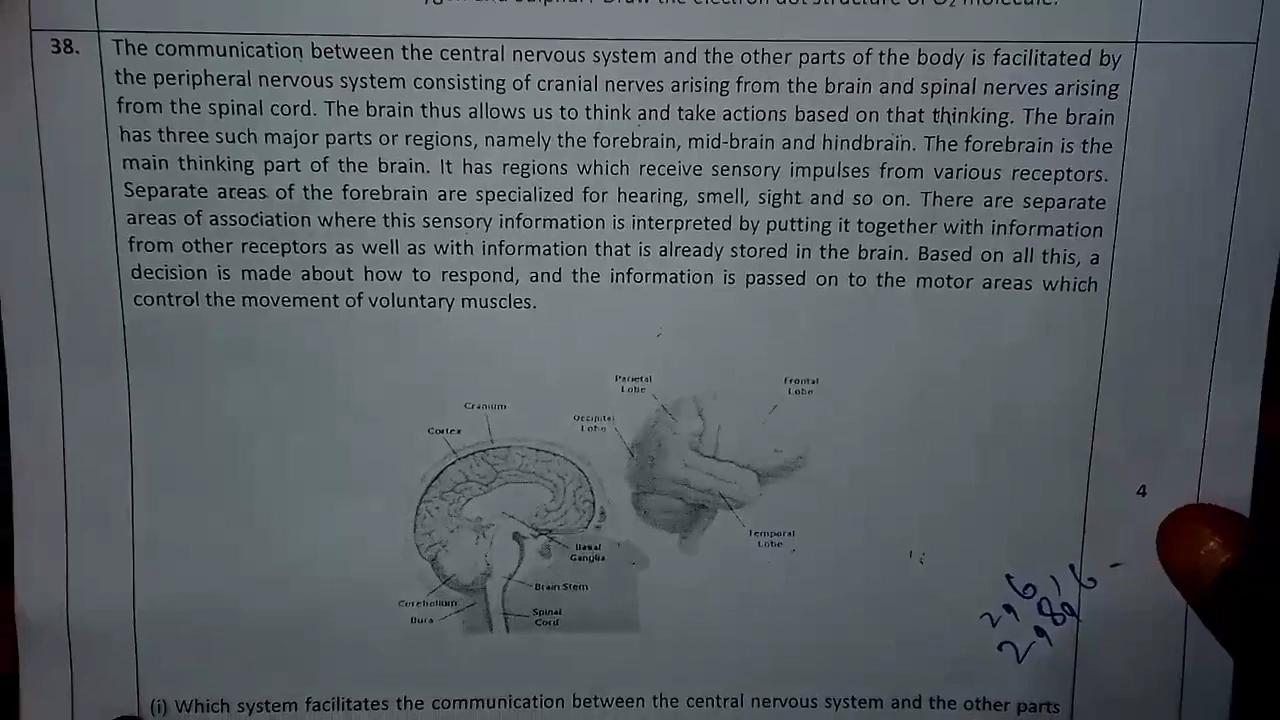 38.
The communication between the central nervous system and the other parts of the body is facilitated by
the peripheral nervous system consisting of cranial nerves arising from the brain and spinal nerves arising
from the spinal cord. The brain thus allows us to think and take actions based on that thinking. The brain
has three such major parts or regions, namely the forebrain, mid-brain and hindbrain. The forebrain is the
main thinking part of the brain. It has regions which receive sensory impulses from various receptors.
Separate areas of the forebrain are specialized for hearing, smell, sight and so on. There are separate
areas of association where this sensory information is interpreted by putting it together with information
from other receptors as well as with information that is already stored in the brain. Based on all this, a
decision is made about how to respond, and the information is passed on to the motor areas which
control the movement of voluntary muscles.
Parietal
Lobe
Frontal
Lobe
Cranium
Occipital
Lobe
Cortex
4
Temporal
Lobe
Basal
Ganglia
Brain Stem
Cerebellum
Dura
Spinal
Cord
(i) Which system facilitates the communication between the central nervous system and the other parts